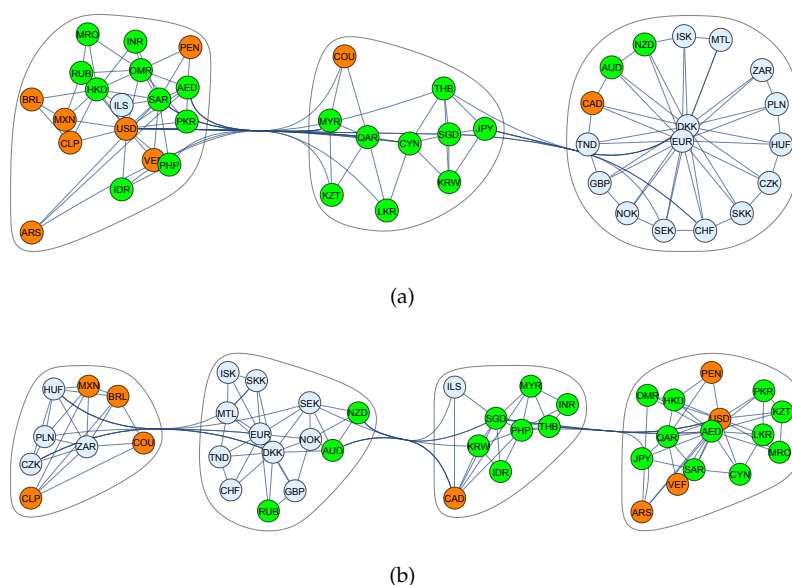 MRO INR PEN
RUB OMR
HKD AED
BRL ILS SAR
MXN USD PKR
CLP VEF PHP
IDR
ARS
COU
THB
MYR QAR CYN SGD JPY
KZT KRW
LKR
ISK MTL
NZD
AUD ZAR
CAD PLN
DKK
TND EUR HUF
GBP CZK
NOK SKK
SEK CHF
(a)
HUF MXN BRL
PLN ZAR COU
CZK
CLP
ISK SKK
MTL SEK NZD
EUR NOK
TND DKK AUD
CHF GBP
RUB
ILS MYR INR
SGD PHP THB
KRW
IDR
CAD
PEN
OMR HKD PKR
USD KZT
QAR AED LKR
JPY SAR CYN MRO
VEF
ARS
(b)